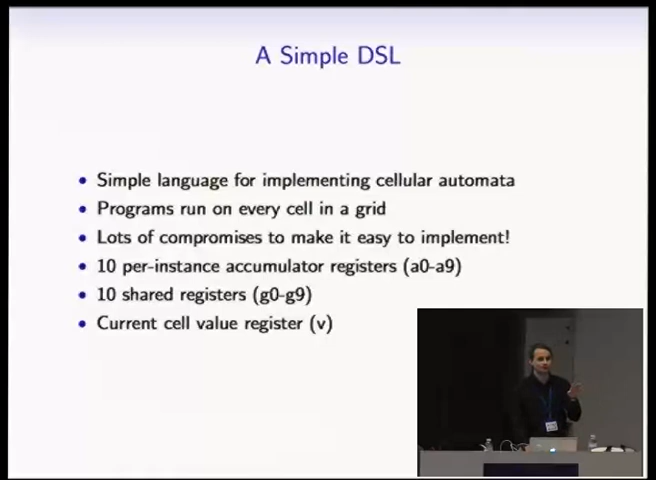 A Simple DSL
• Simple language for implementing cellular automata
• Programs run on every cell in a grid
• Lots of compromises to make it easy to implement!
• 10 per-instance accumulator registers (a0-a9)
• 10 shared registers (g0-g9)
• Current cell value register (v)